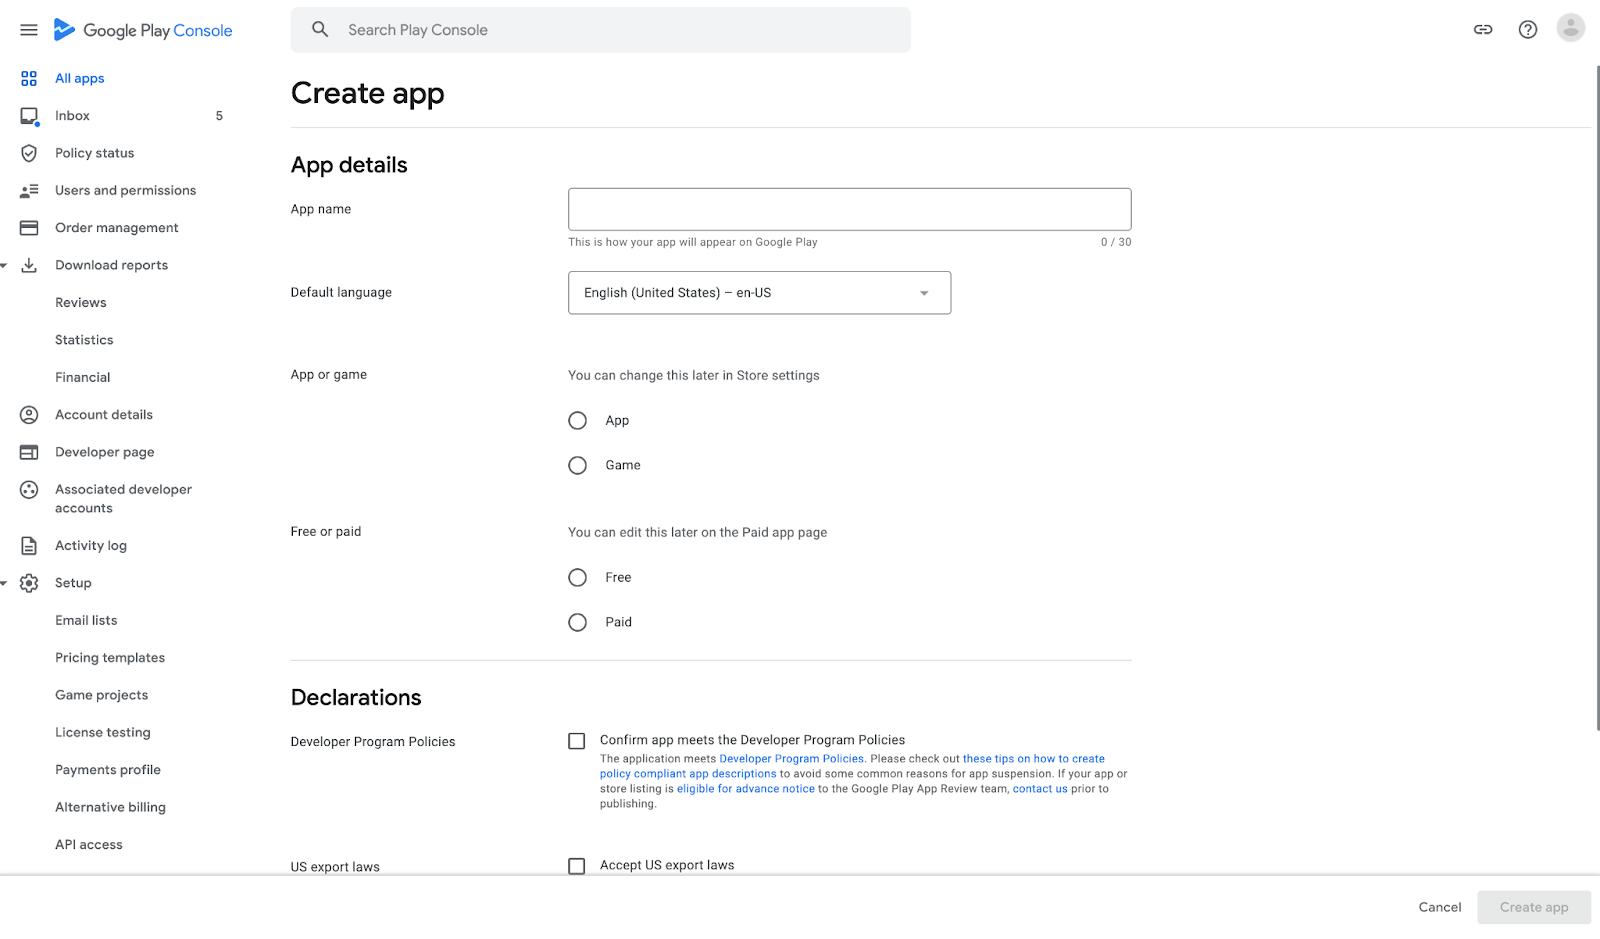 Google Play Console
Search Play Console
All apps
Inbox 5
Policy status
Users and permissions
Order management
Download reports
Reviews
Statistics
Financial
Account details
Developer page
Associated developer
accounts
Activity log
Setup
Email lists
Pricing templates
Game projects
License testing
Payments profile
Alternative billing
API access
Create app
App details
App name
This is how your app will appear on Google Play 0 / 30
Default language
English (United States) – en-US
App or game
You can change this later in Store settings
App
Game
Free or paid
You can edit this later on the Paid app page
Free
Paid
Declarations
Developer Program Policies
Confirm app meets the Developer Program Policies
The application meets Developer Program Policies. Please check out these tips on how to create
policy compliant app descriptions to avoid some common reasons for app suspension. If your app or
store listing is eligible for advance notice to the Google Play App Review team, contact us prior to
publishing.
US export laws
Accept US export laws
Cancel
Create app